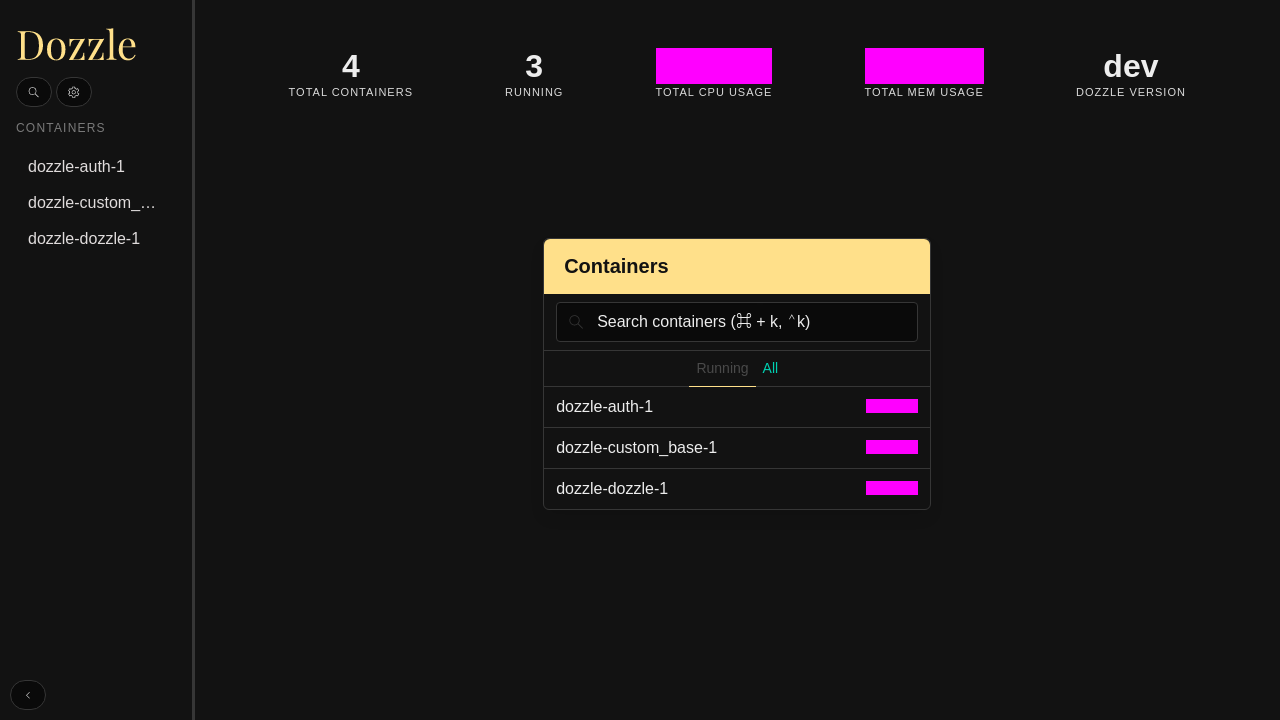 Dozzle
CONTAINERS
dozzle-auth-1
dozzle-custom_…
dozzle-dozzle-1
4
TOTAL CONTAINERS
3
RUNNING
TOTAL CPU USAGE
TOTAL MEM USAGE
dev
DOZZLE VERSION
Containers
Search containers (⌘ + k, ⌃k)
Running All
dozzle-auth-1
dozzle-custom_base-1
dozzle-dozzle-1